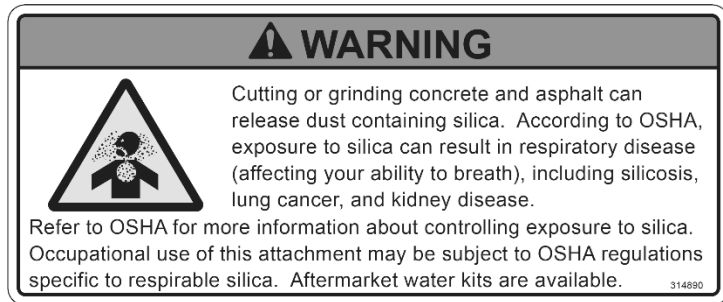 WARNING
Cutting or grinding concrete and asphalt can
release dust containing silica.  According to OSHA,
exposure to silica can result in respiratory disease
(affecting your ability to breath), including silicosis,
lung cancer, and kidney disease.
Refer to OSHA for more information about controlling exposure to silica.
Occupational use of this attachment may be subject to OSHA regulations
specific to respirable silica.  Aftermarket water kits are available.
314890